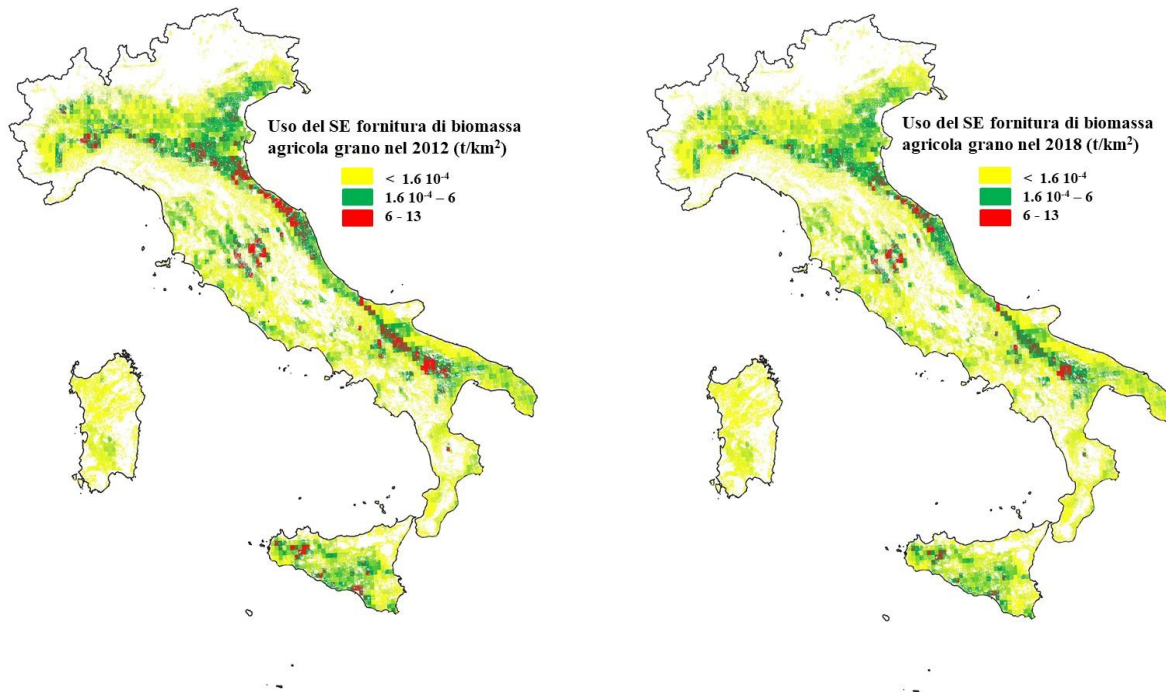 Uso del SE fornitura di biomassa
agricola grano nel 2012 (t/km²)
< 1.6 10⁻⁴
1.6 10⁻⁴ – 6
6 - 13
Uso del SE fornitura di biomassa
agricola grano nel 2018 (t/km²)
< 1.6 10⁻⁴
1.6 10⁻⁴ – 6
6 - 13